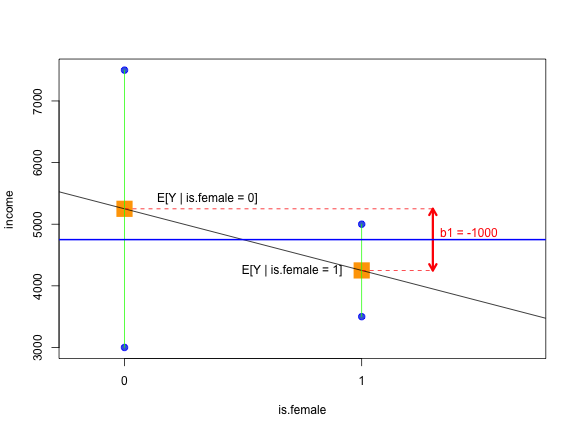 7000
6000
5000
4000
3000
income
E[Y | is.female = 0]
b1 = -1000
E[Y | is.female = 1]
0
1
is.female